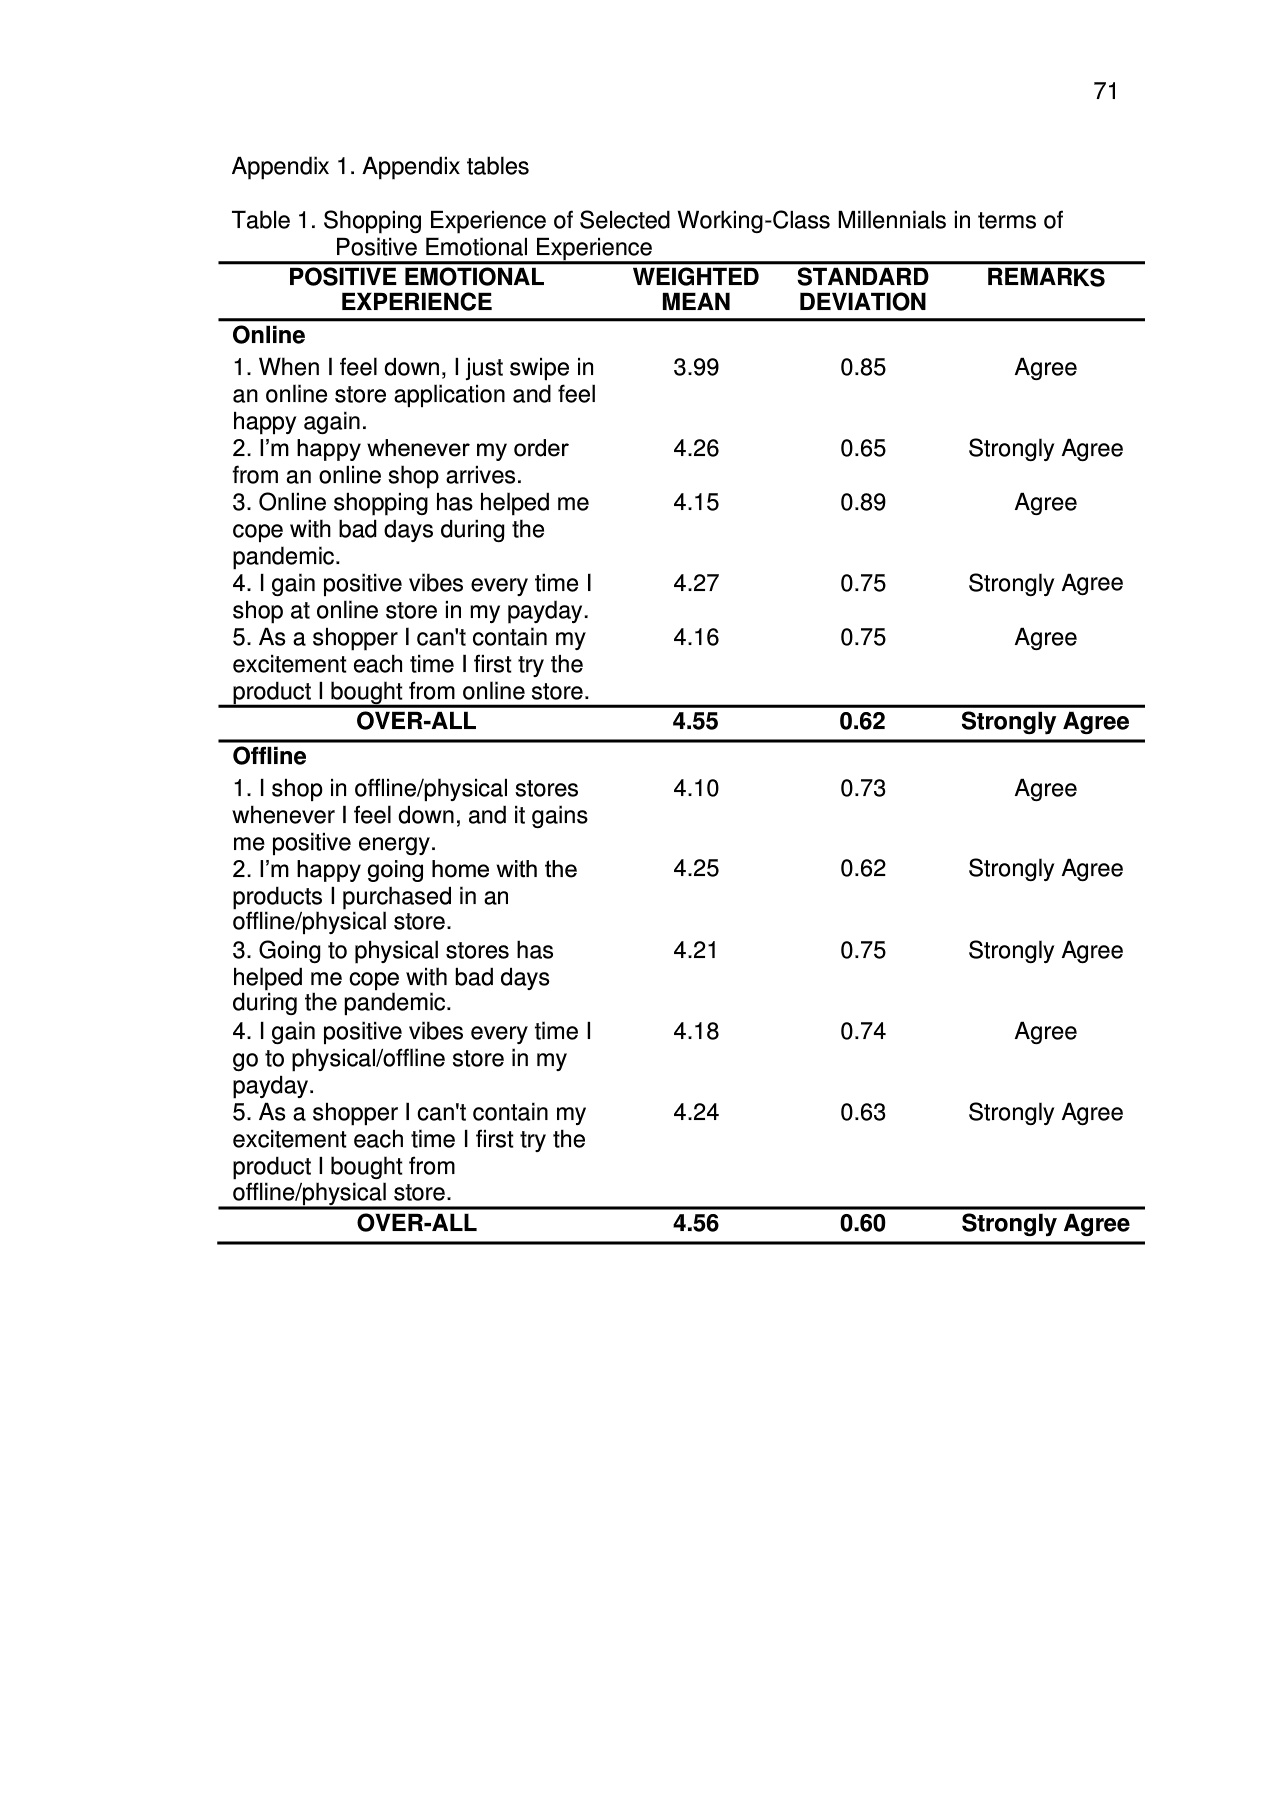 71
Appendix 1. Appendix tables
Table 1. Shopping Experience of Selected Working-Class Millennials in terms of
Positive Emotional Experience
POSITIVE EMOTIONAL WEIGHTED STANDARD REMARKS
EXPERIENCE MEAN DEVIATION
Online
1. When I feel down, I just swipe in 3.99 0.85 Agree
an online store application and feel
happy again.
2. I’m happy whenever my order 4.26 0.65 Strongly Agree
from an online shop arrives.
3. Online shopping has helped me 4.15 0.89 Agree
cope with bad days during the
pandemic.
4. I gain positive vibes every time I 4.27 0.75 Strongly Agree
shop at online store in my payday.
5. As a shopper I can't contain my 4.16 0.75 Agree
excitement each time I first try the
product I bought from online store.
OVER-ALL 4.55 0.62 Strongly Agree
Offline
1. I shop in offline/physical stores 4.10 0.73 Agree
whenever I feel down, and it gains
me positive energy.
2. I’m happy going home with the 4.25 0.62 Strongly Agree
products I purchased in an
offline/physical store.
3. Going to physical stores has 4.21 0.75 Strongly Agree
helped me cope with bad days
during the pandemic.
4. I gain positive vibes every time I 4.18 0.74 Agree
go to physical/offline store in my
payday.
5. As a shopper I can't contain my 4.24 0.63 Strongly Agree
excitement each time I first try the
product I bought from
offline/physical store.
OVER-ALL 4.56 0.60 Strongly Agree